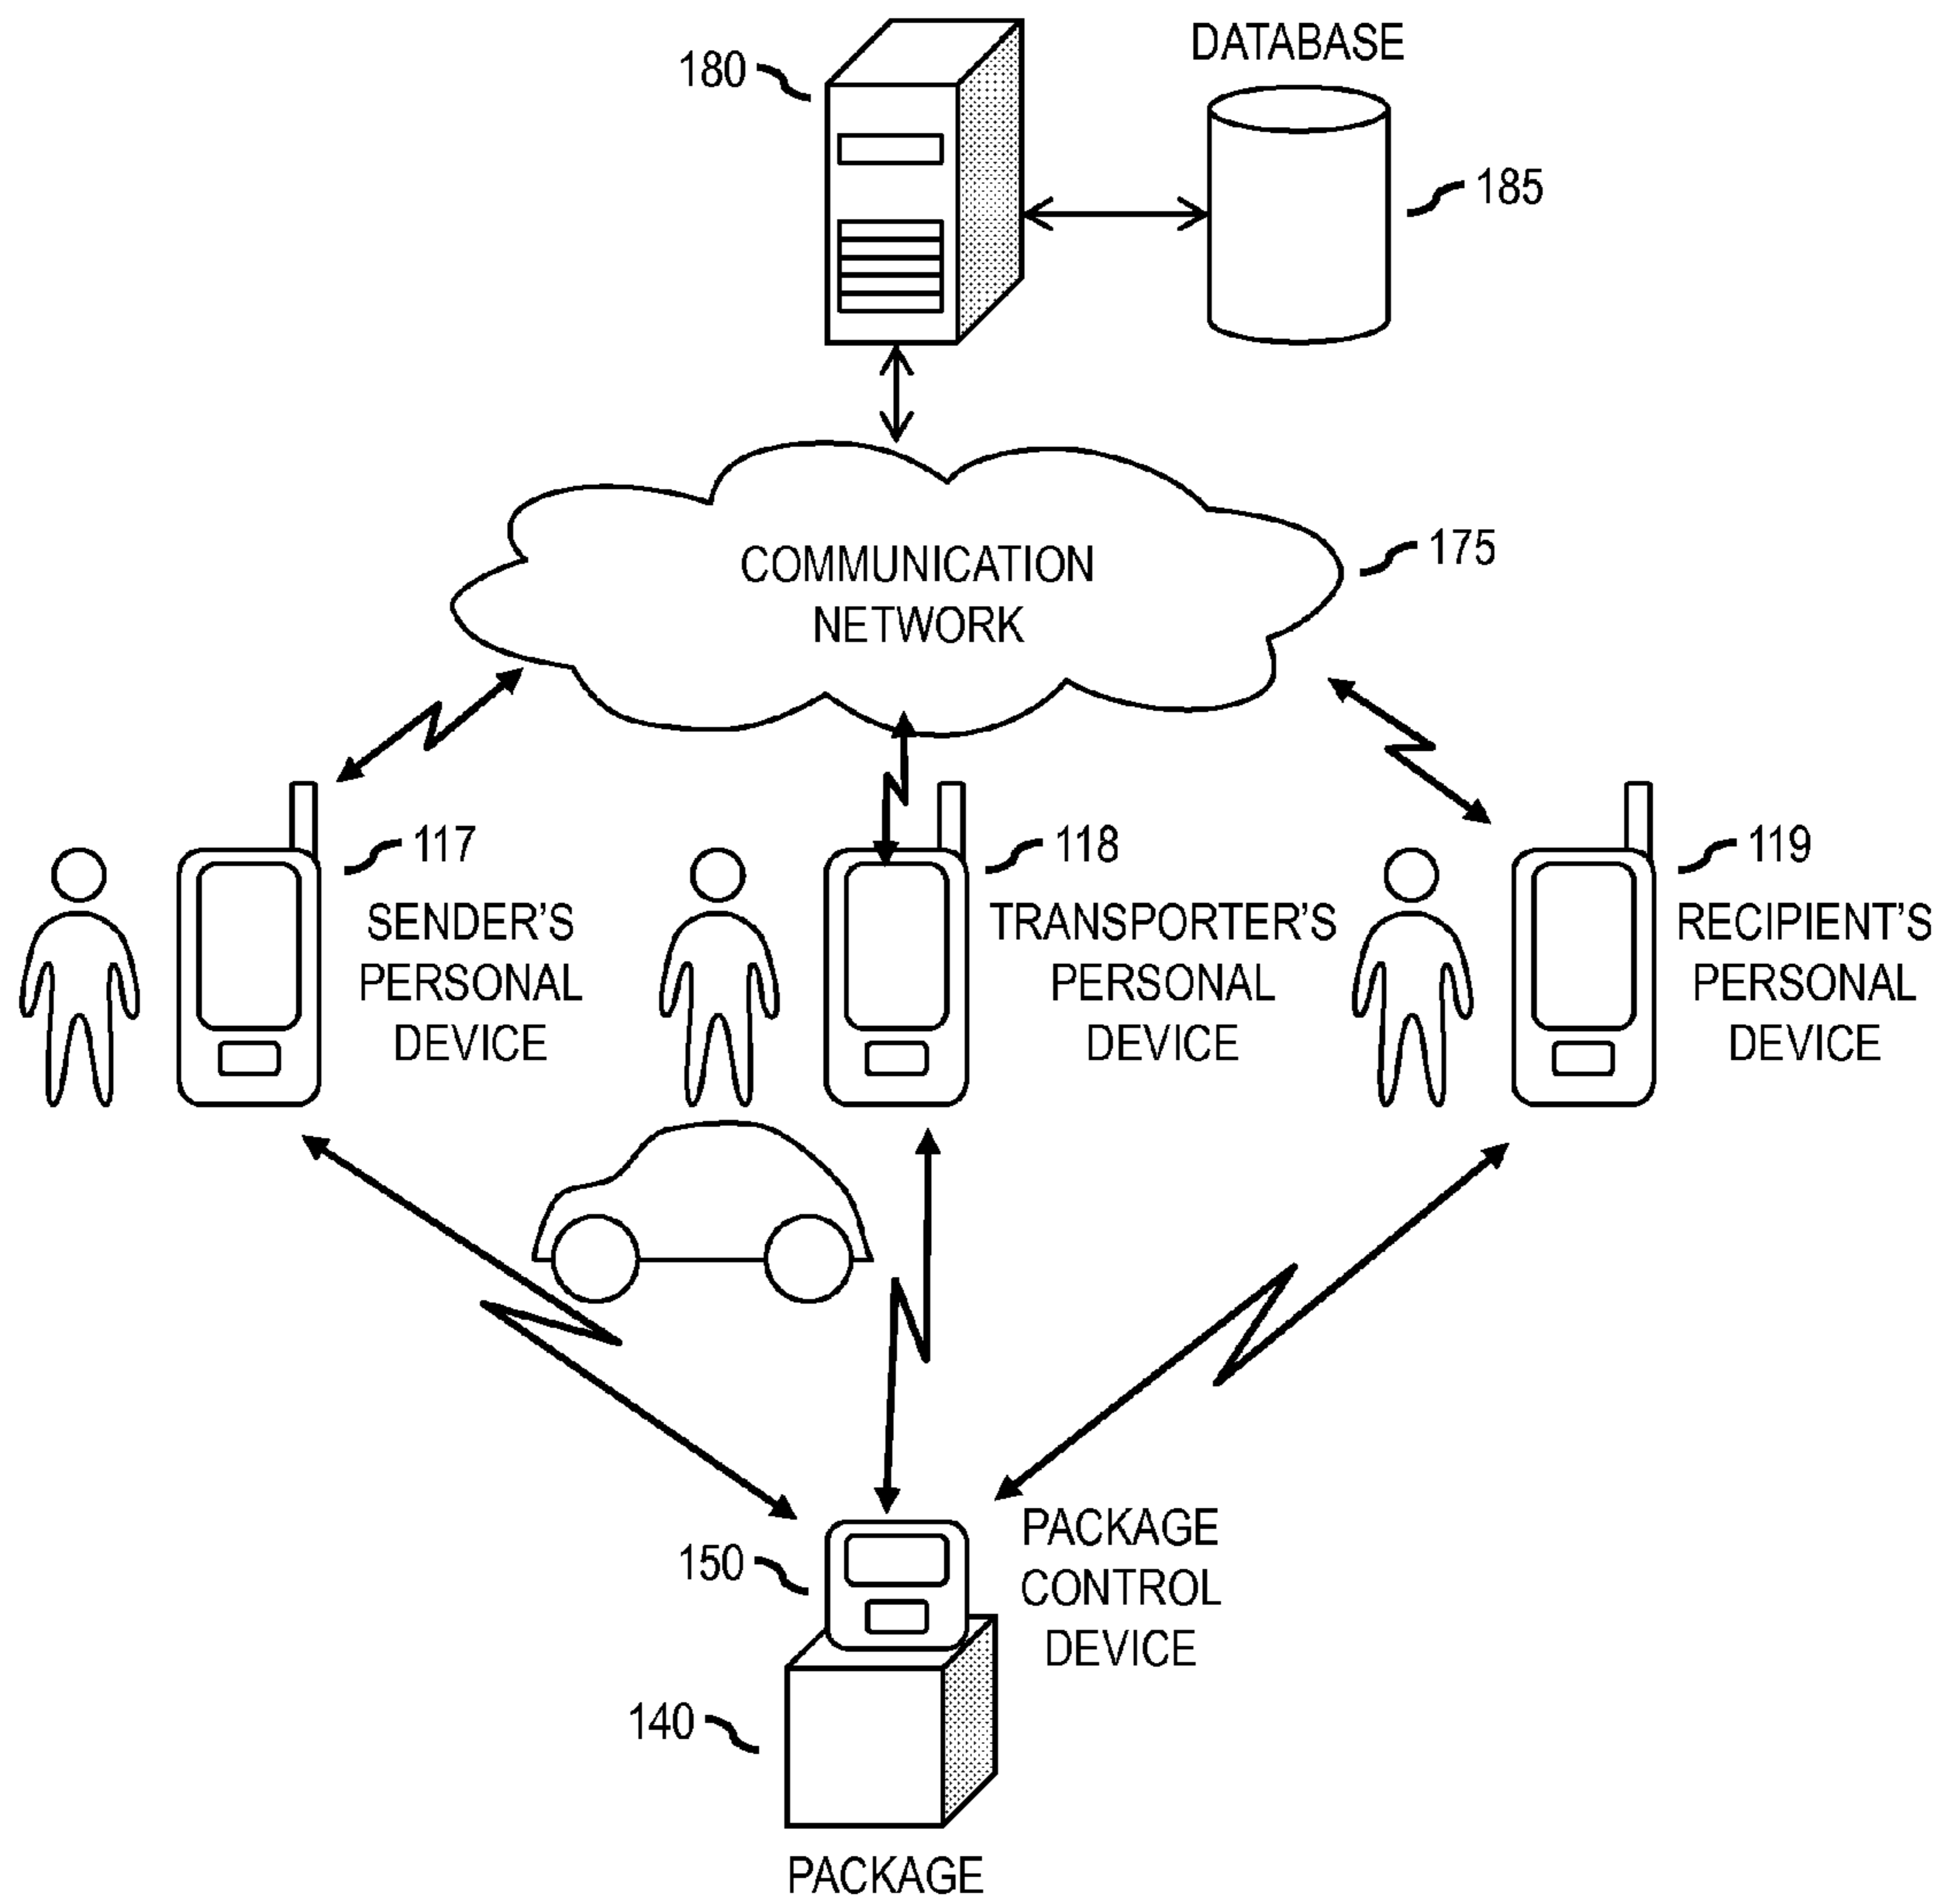 180
DATABASE
185
COMMUNICATION
NETWORK
175
117
SENDER'S
PERSONAL
DEVICE
118
TRANSPORTER'S
PERSONAL
DEVICE
119
RECIPIENT'S
PERSONAL
DEVICE
150
PACKAGE
CONTROL
DEVICE
140
PACKAGE